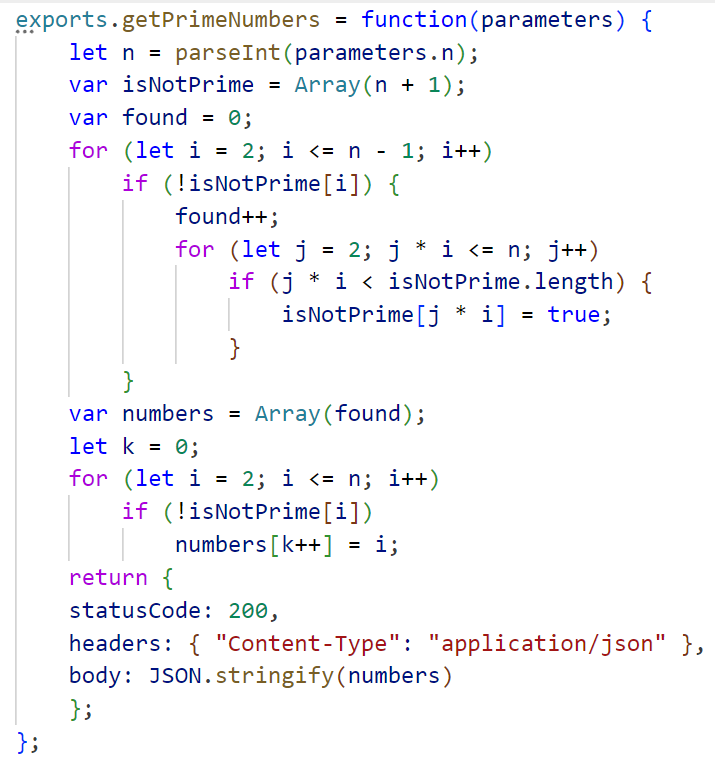 exports.getPrimeNumbers = function(parameters) {
    let n = parseInt(parameters.n);
    var isNotPrime = Array(n + 1);
    var found = 0;
    for (let i = 2; i <= n - 1; i++)
        if (!isNotPrime[i]) {
            found++;
            for (let j = 2; j * i <= n; j++)
                if (j * i < isNotPrime.length) {
                    isNotPrime[j * i] = true;
                }
        }
    var numbers = Array(found);
    let k = 0;
    for (let i = 2; i <= n; i++)
        if (!isNotPrime[i])
            numbers[k++] = i;
    return {
    statusCode: 200,
    headers: { "Content-Type": "application/json" },
    body: JSON.stringify(numbers)
    };
};